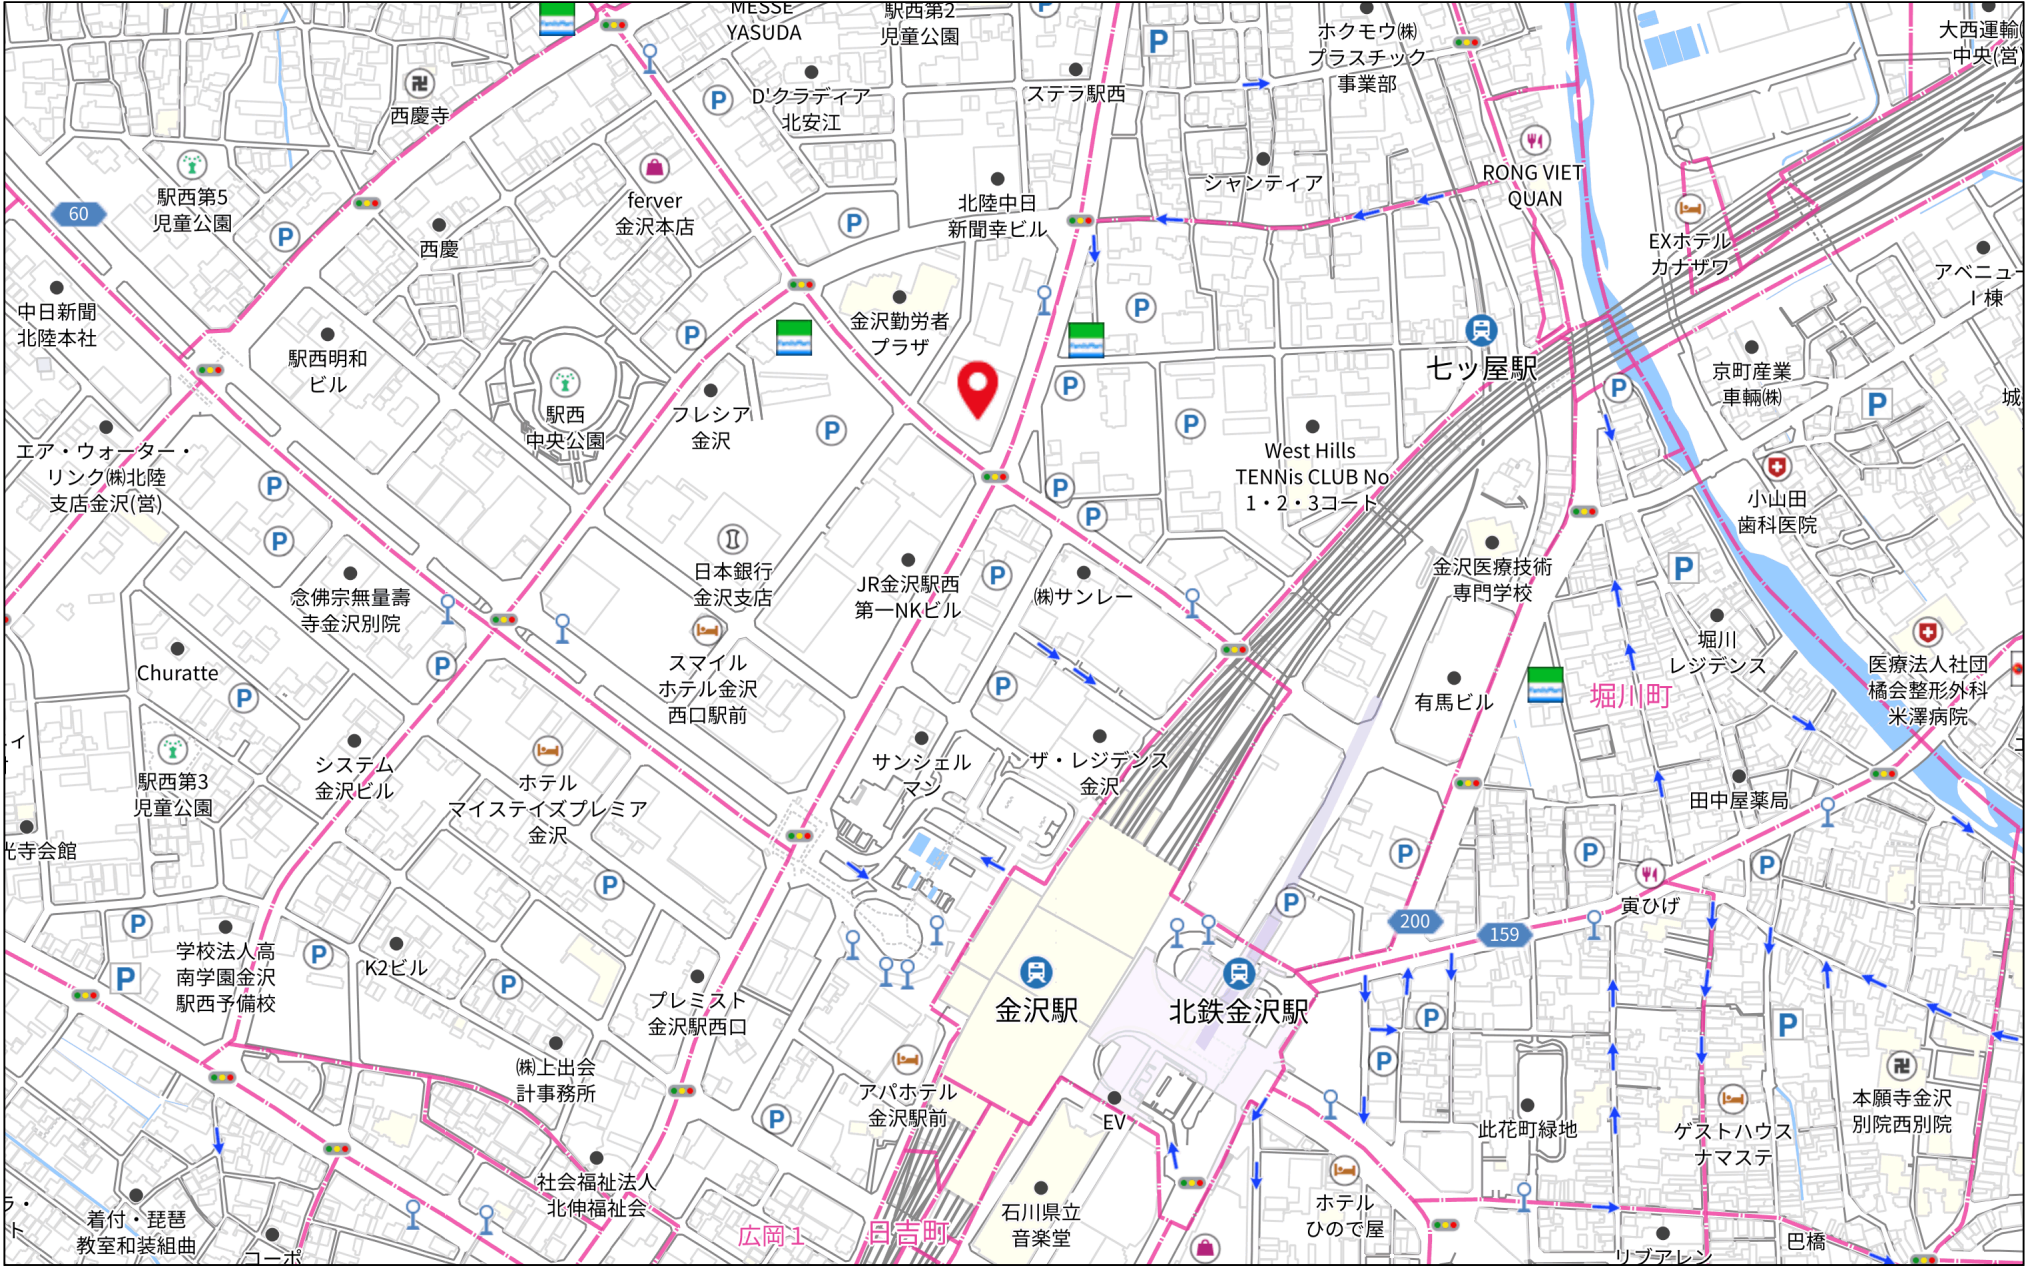 MESSE
YASUDA
駅西第2
児童公園
P
P
ホクモウ㈱
プラスチック
事業部
大西運輸
中央(営)
西慶寺
P
D'クラディア
北安江
ステラ駅西
駅西第5
児童公園
60
P
西慶
ferver
金沢本店
P
北陸中日
新聞幸ビル
シャンティア
RONG VIET
QUAN
EXホテル
カナザワ
アベニュー
Ⅰ棟
中日新聞
北陸本社
駅西明和
ビル
P
金沢勤労者
プラザ
P
FamilyMart
七ッ屋駅
京町産業
車輛㈱
P
P
城
エア・ウォーター・
リンク㈱北陸
支店金沢(営)
駅西
中央公園
フレシア
金沢
P
P
P
West Hills
TENNis CLUB No
1・2・3コート
小山田
歯科医院
P
P
P
P
念佛宗無量壽
寺金沢別院
日本銀行
金沢支店
JR金沢駅西
第一NKビル
P
㈱サンレー
金沢医療技術
専門学校
P
堀川
レジデンス
Churatte
P
P
スマイル
ホテル金沢
西口駅前
P
有馬ビル
堀川町
医療法人社団
橘会整形外科
米澤病院
ィ
駅西第3
児童公園
システム
金沢ビル
ホテル
マイステイズプレミア
金沢
サンシェル
マン
ザ・レジデンス
金沢
田中屋薬局
光寺会館
P
P
P
P
P
寅ひげ
200
159
P
P
学校法人高
南学園金沢
駅西予備校
P
K2ビル
P
プレミスト
金沢駅西口
金沢駅
北鉄金沢駅
P
P
P
㈱上出会
計事務所
アパホテル
金沢駅前
P
EV
此花町緑地
ゲストハウス
ナマステ
本願寺金沢
別院西別院
社会福祉法人
北伸福祉会
着付・琵琶
教室和装組曲
コーポ
ラ・
ト
広岡1
日吉町
石川県立
音楽堂
ホテル
ひので屋
リブアレン
巴橋